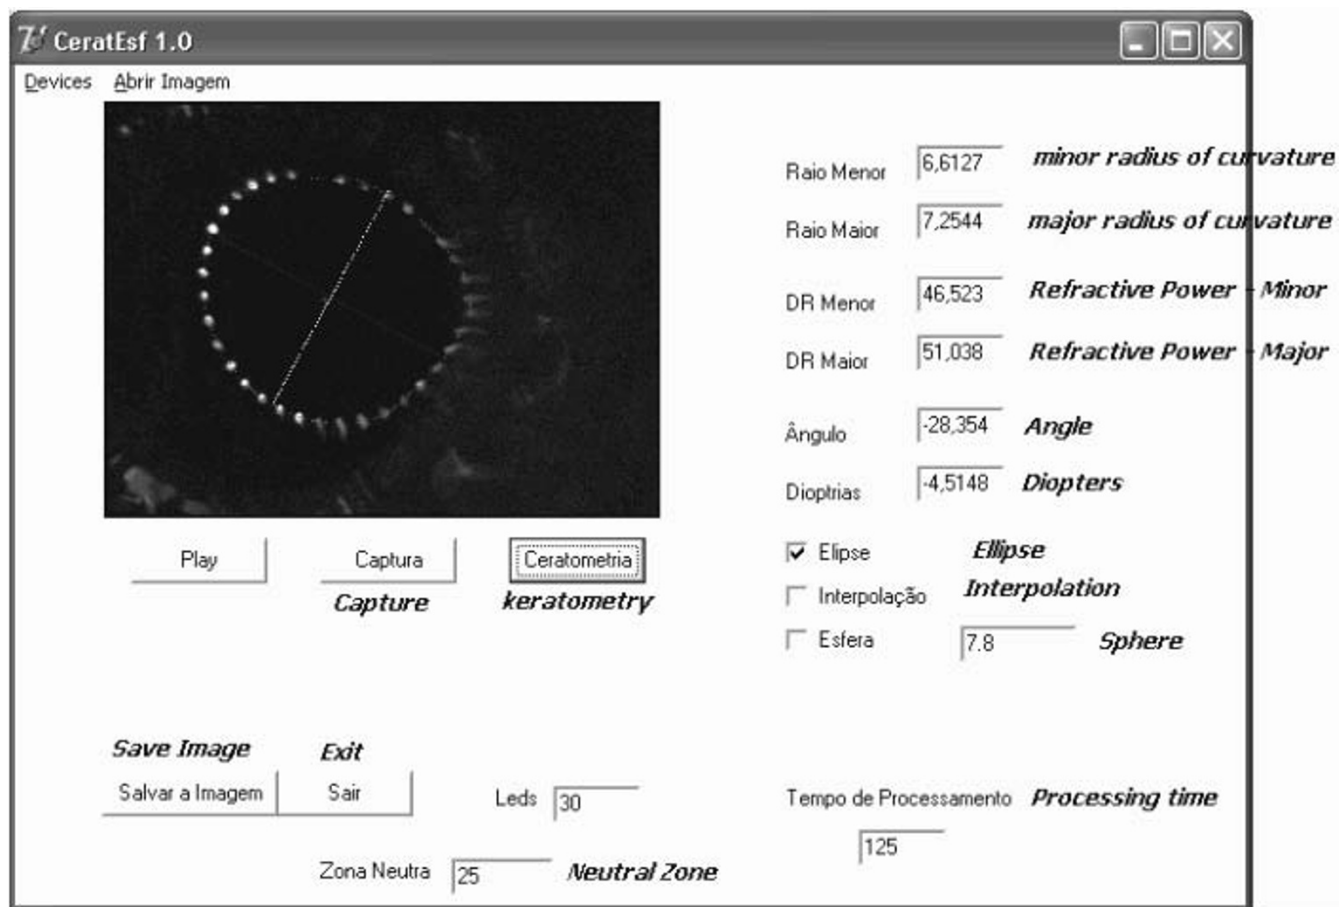 CeratEsf 1.0
Devices Abrir Imagem
Raio Menor 6,6127 minor radius of curvature
Raio Maior 7,2544 major radius of curvature
DR Menor 46,523 Refractive Power - Minor
DR Maior 51,038 Refractive Power - Major
Ângulo -28,354 Angle
Dioptrias -4,5148 Diopters
Play Captura Ceratometria
Capture keratometry
Elipse Ellipse
Interpolação Interpolation
Esfera 7.8 Sphere
Save Image Exit
Salvar a Imagem Sair
Leds 30
Tempo de Processamento Processing time
125
Zona Neutra 25 Neutral Zone